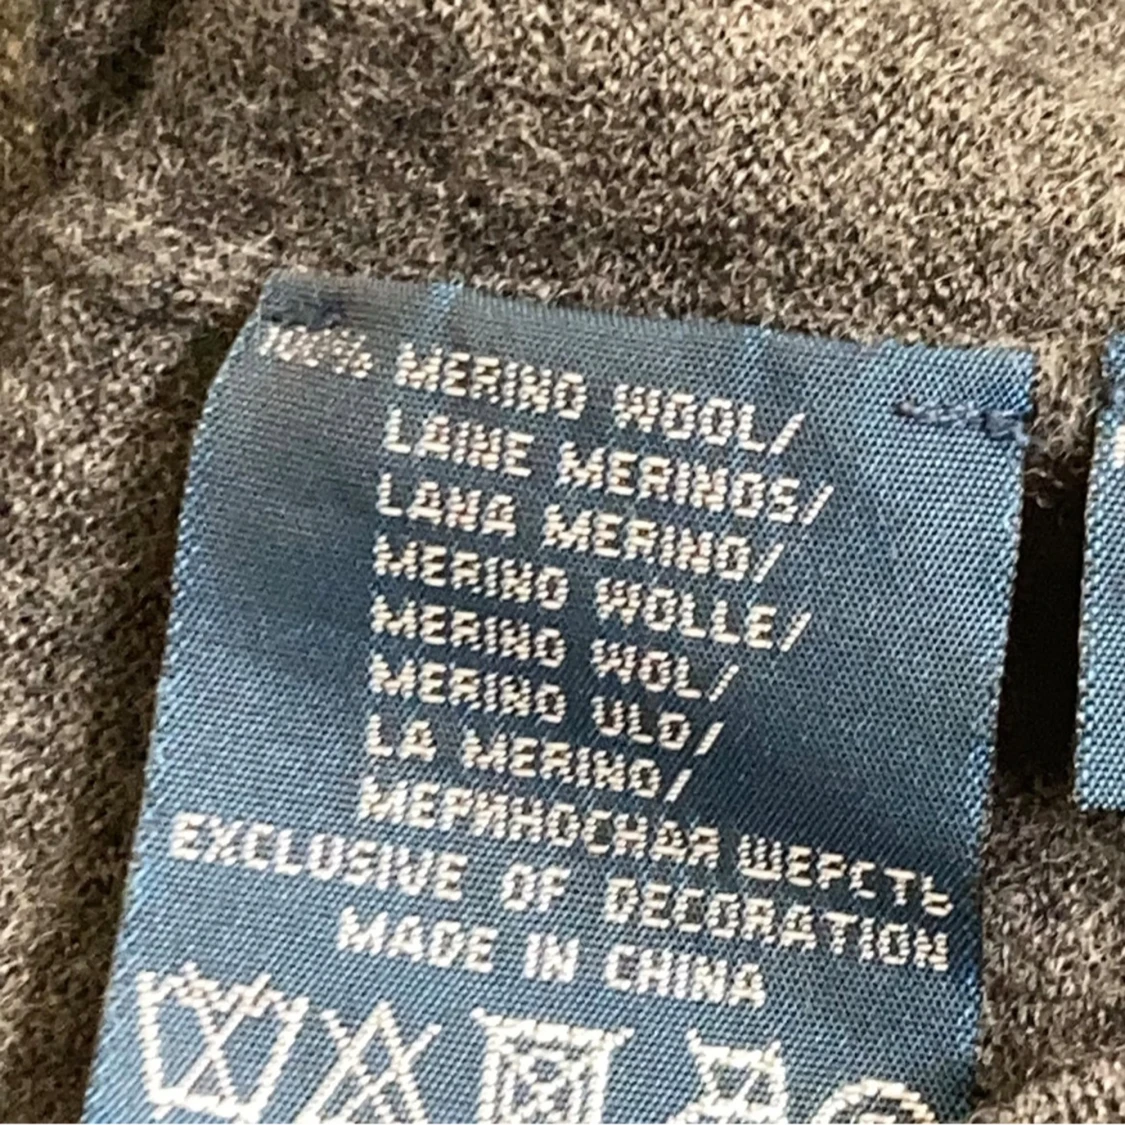 100% MERINO WOOL/
LAINE MERINOS/
LANA MERINO/
MERINO WOLLE/
MERINO WOL/
MERINO ULO/
LA MERINO/
МЕРИНОСНАЯ ШЕРСТЬ
EXCLUSIVE OF DECORATION
MADE IN CHINA